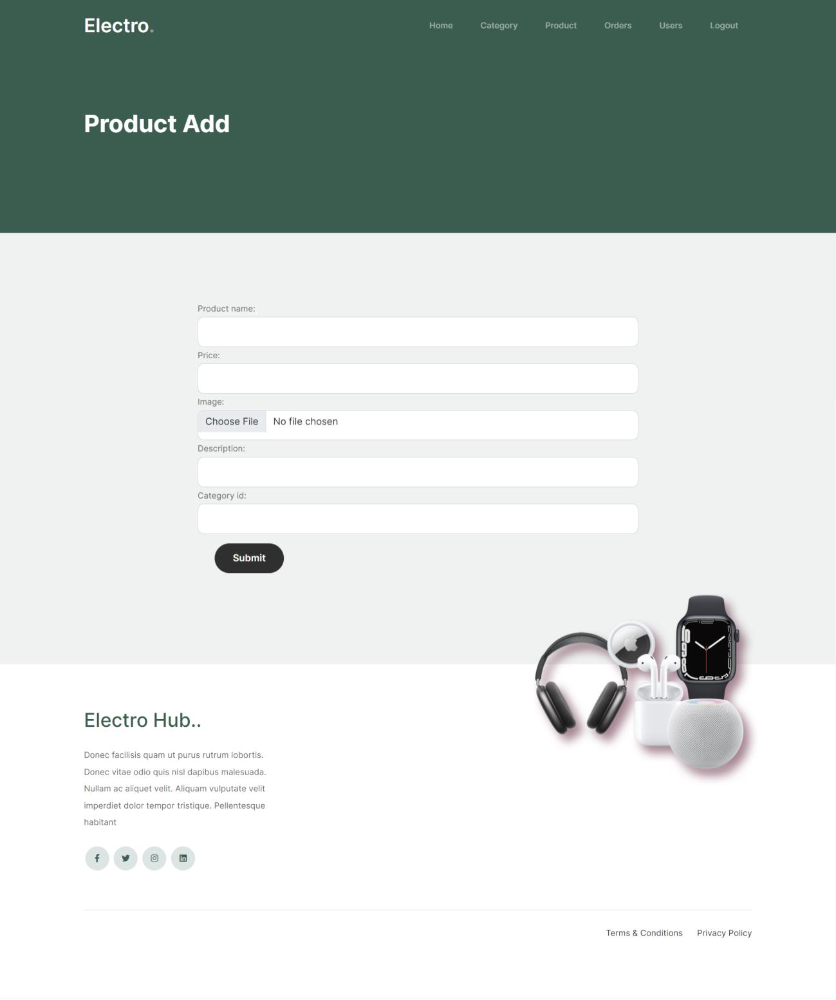 Electro.
Home Category Product Orders Users Logout
Product Add
Product name:
Price:
Image:
Choose File No file chosen
Description:
Category id:
Submit
Electro Hub..
Donec facilisis quam ut purus rutrum lobortis.
Donec vitae odio quis nisl dapibus malesuada.
Nullam ac aliquet velit. Aliquam vulputate velit
imperdiet dolor tempor tristique. Pellentesque
habitant
Terms & Conditions Privacy Policy